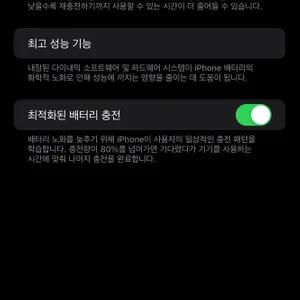 낮을수록 재충전하기까지 사용할 수 있는 시간이 더 줄어들 수 있습니다.
최고 성능 기능
내장된 다이내믹 소프트웨어 및 하드웨어 시스템이 iPhone 배터리의
화학적 노화로 인해 성능에 끼치는 영향을 줄이는 데 도움이 됩니다.
최적화된 배터리 충전
배터리 노화를 늦추기 위해 iPhone이 사용자의 일상적인 충전 패턴을
학습합니다. 충전량이 80%를 넘어가면 기다렸다가 기기를 사용하는
시간에 맞춰 나머지 충전을 완료합니다.